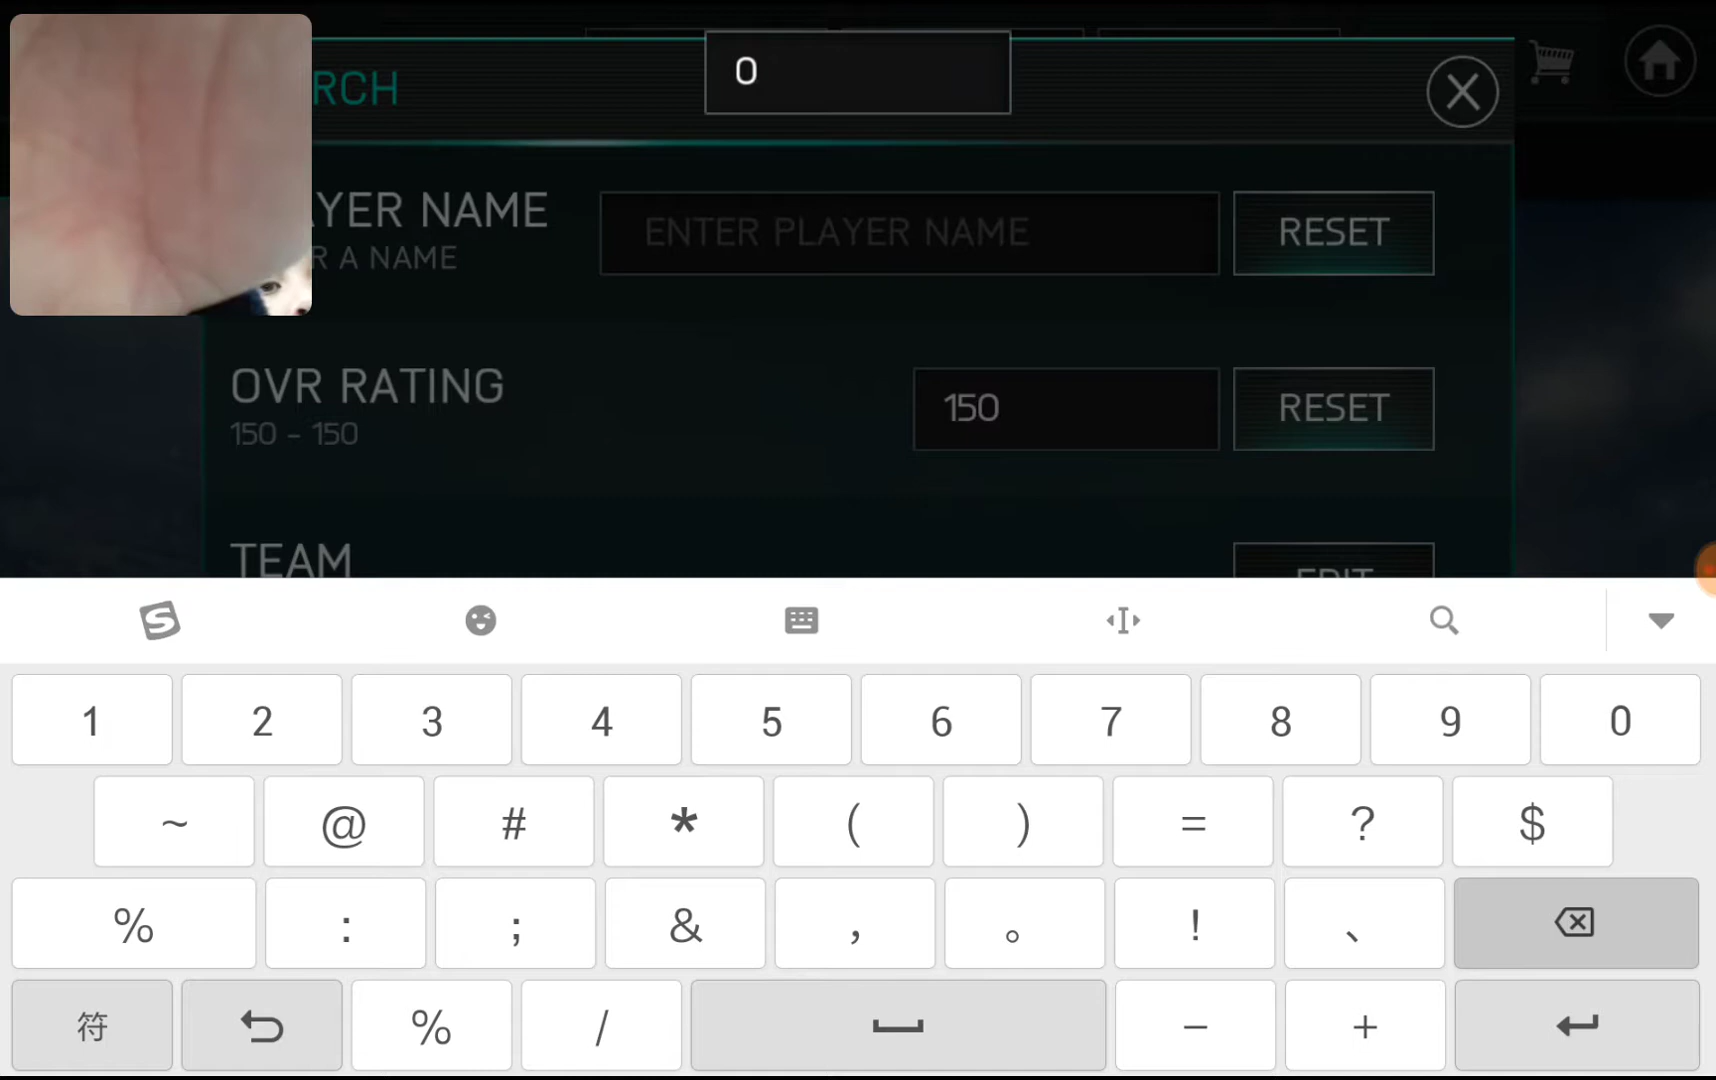 0
RCH
YER NAME
R A NAME
ENTER PLAYER NAME
RESET
OVR RATING
150 - 150
150
RESET
TEAM
EDIT
1 2 3 4 5 6 7 8 9 0
~ @ # * ( ) = ? $
% : ; & , 。 ! 、
符 % / - +